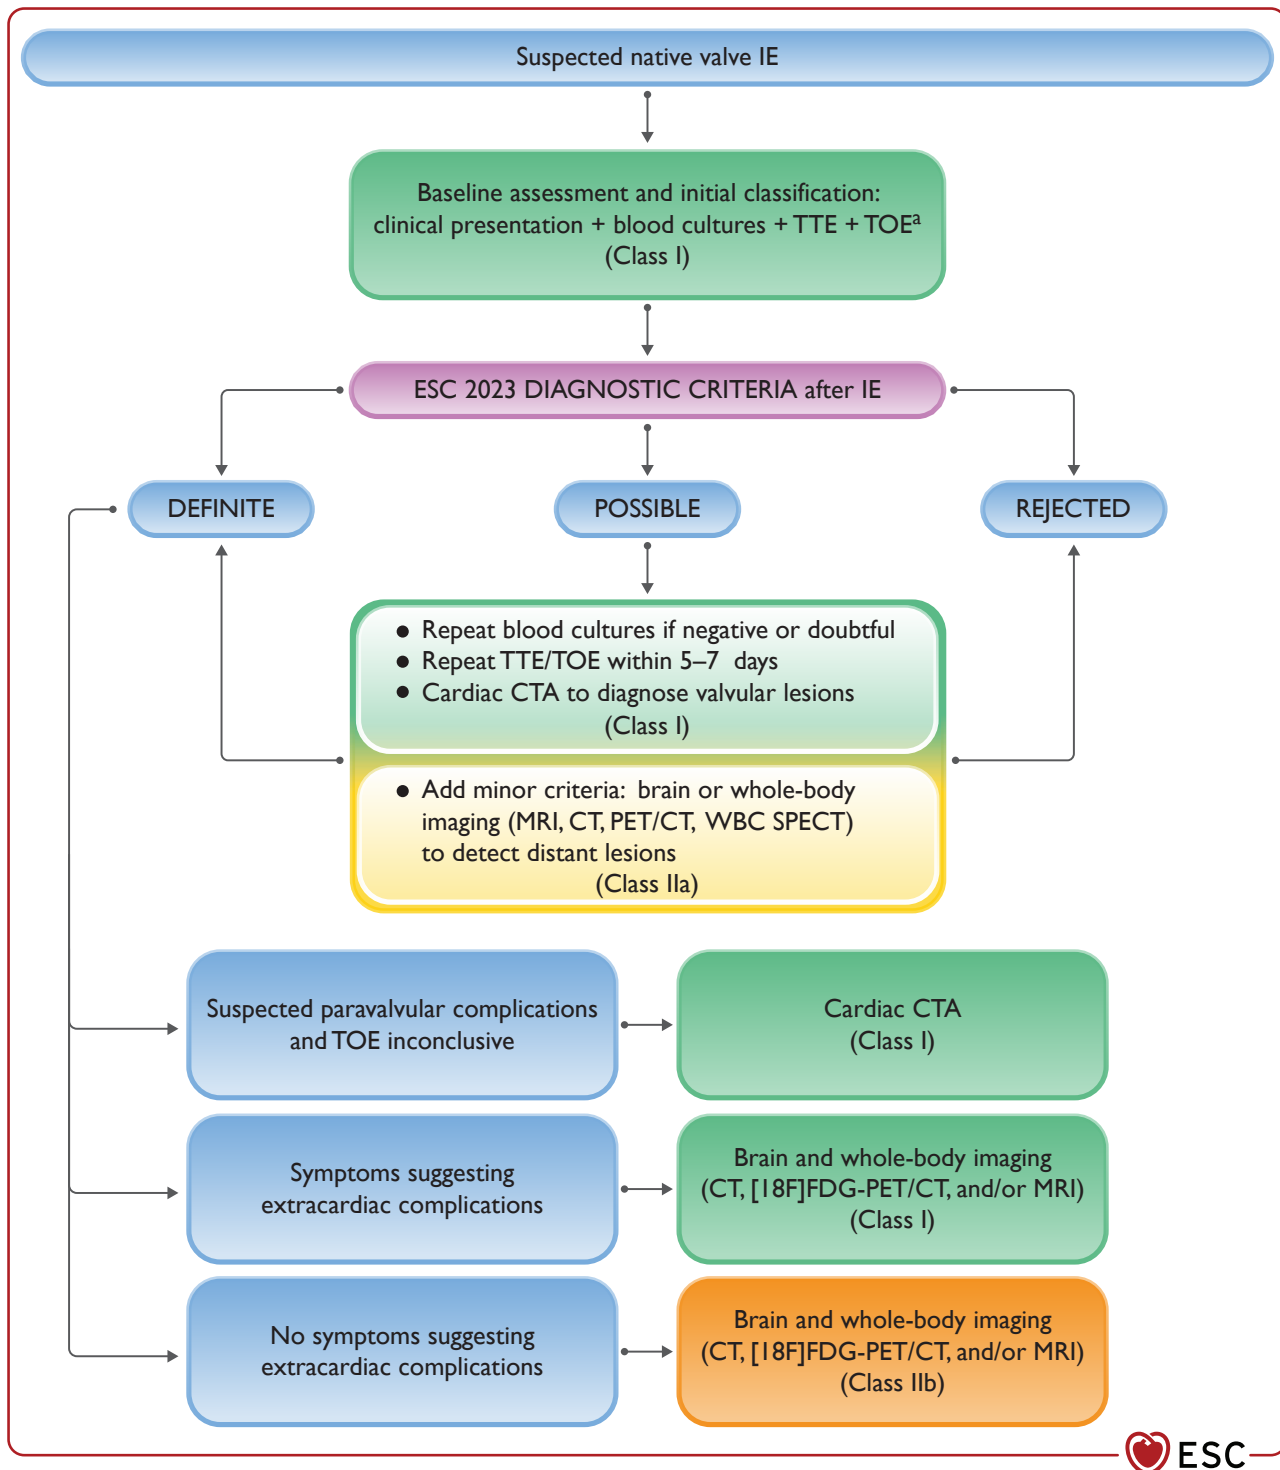 Suspected native valve IE
Baseline assessment and initial classification:
clinical presentation + blood cultures + TTE + TOEᵃ
(Class I)
ESC 2023 DIAGNOSTIC CRITERIA after IE
DEFINITE
POSSIBLE
REJECTED
● Repeat blood cultures if negative or doubtful
● Repeat TTE/TOE within 5–7 days
● Cardiac CTA to diagnose valvular lesions
(Class I)
● Add minor criteria: brain or whole-body
imaging (MRI, CT, PET/CT, WBC SPECT)
to detect distant lesions
(Class IIa)
Suspected paravalvular complications
and TOE inconclusive
Cardiac CTA
(Class I)
Symptoms suggesting
extracardiac complications
Brain and whole-body imaging
(CT, [18F]FDG-PET/CT, and/or MRI)
(Class I)
No symptoms suggesting
extracardiac complications
Brain and whole-body imaging
(CT, [18F]FDG-PET/CT, and/or MRI)
(Class IIb)
ESC